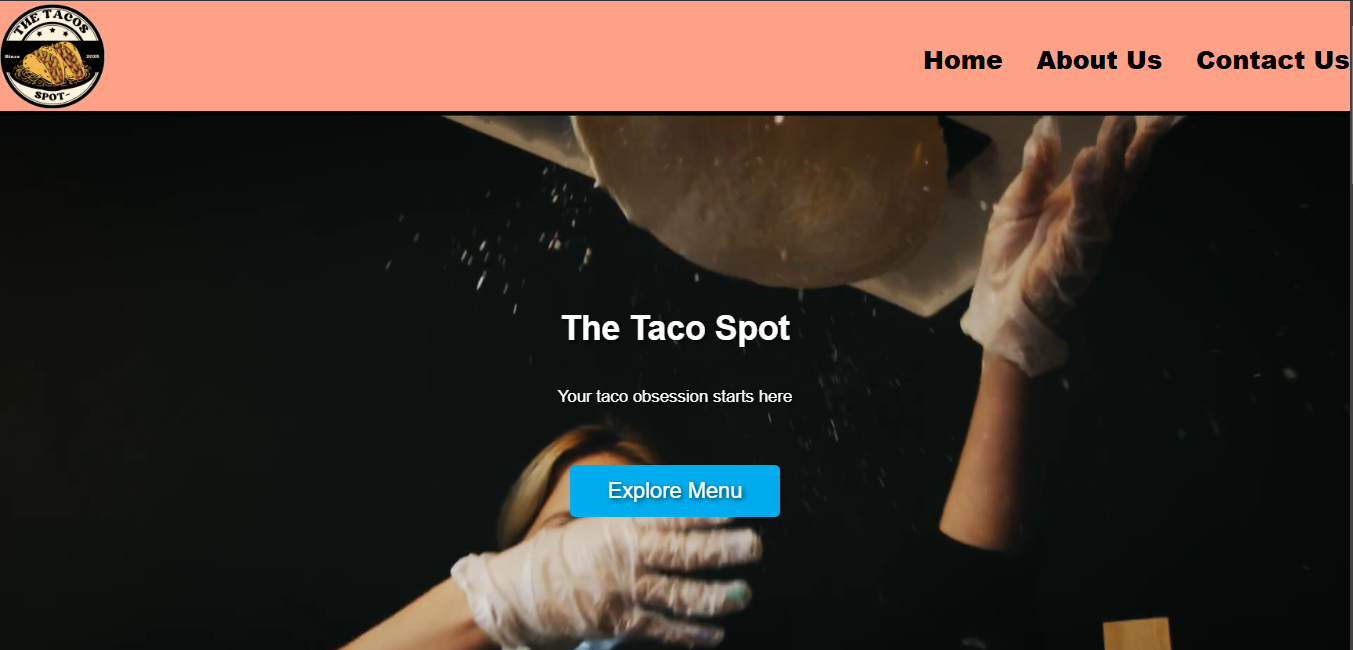 THE TACOS
Since 2025
SPOT~
Home About Us Contact Us
The Taco Spot
Your taco obsession starts here
Explore Menu